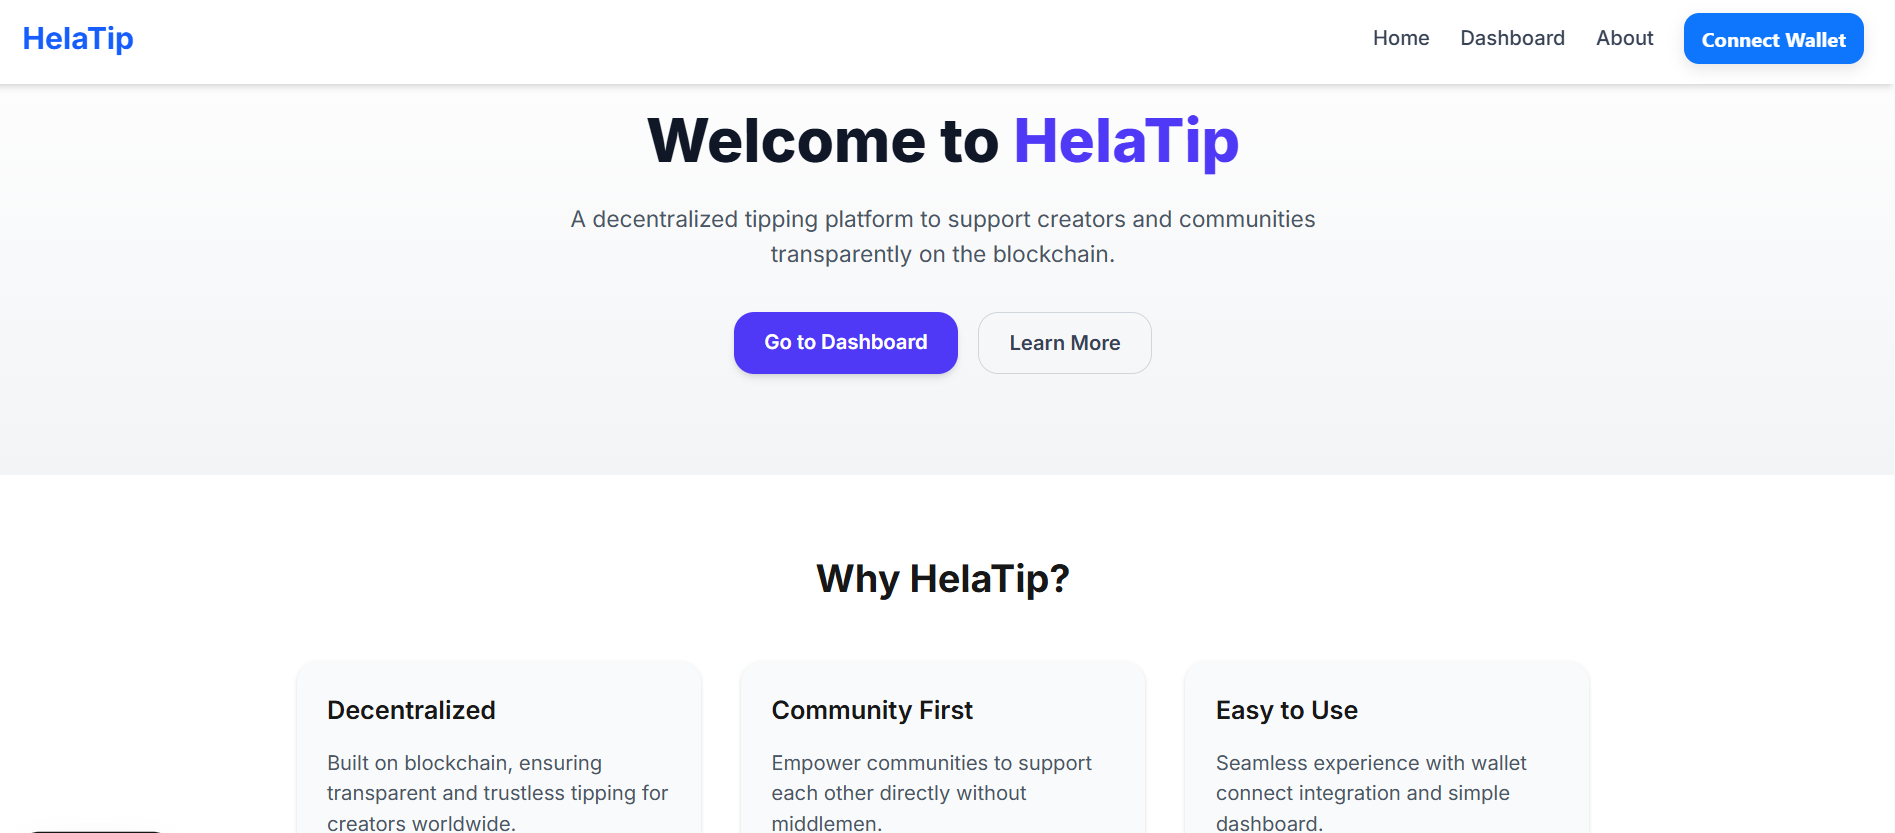 HelaTip
Home
Dashboard
About
Connect Wallet
Welcome to HelaTip
A decentralized tipping platform to support creators and communities
transparently on the blockchain.
Go to Dashboard
Learn More
Why HelaTip?
Decentralized
Built on blockchain, ensuring
transparent and trustless tipping for
creators worldwide.
Community First
Empower communities to support
each other directly without
middlemen.
Easy to Use
Seamless experience with wallet
connect integration and simple
dashboard.